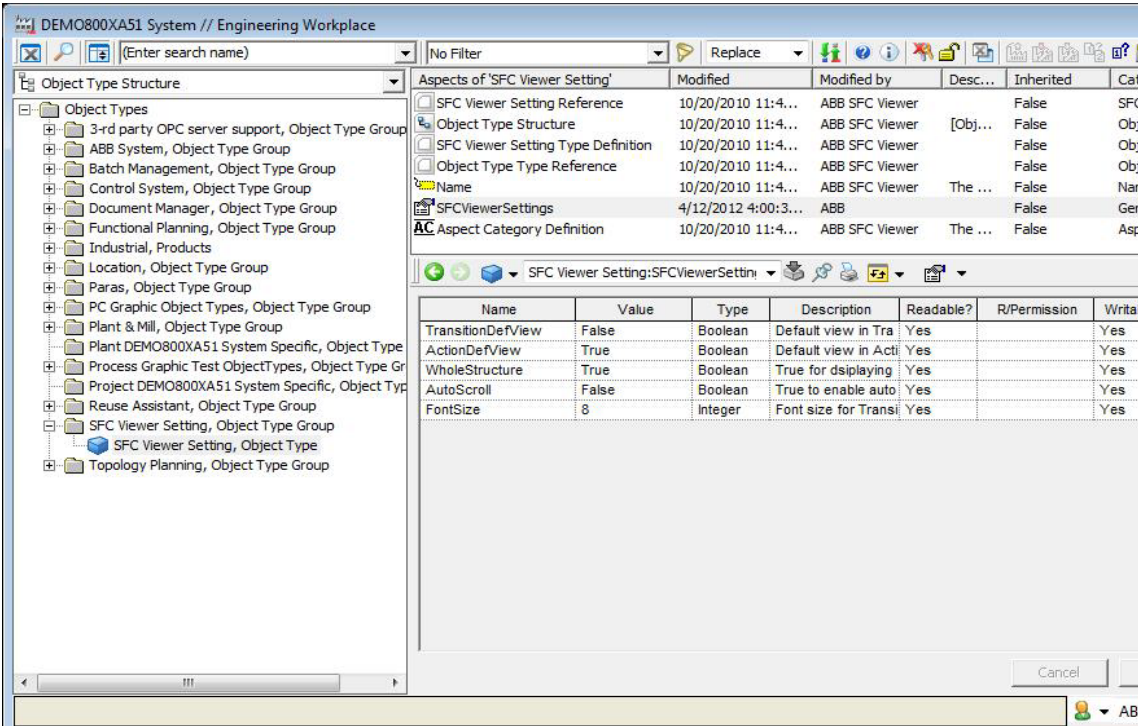 DEMO800XA51 System // Engineering Workplace
(Enter search name) No Filter Replace
Object Type Structure
Object Types
3-rd party OPC server support, Object Type Group
ABB System, Object Type Group
Batch Management, Object Type Group
Control System, Object Type Group
Document Manager, Object Type Group
Functional Planning, Object Type Group
Industrial, Products
Location, Object Type Group
Paras, Object Type Group
PC Graphic Object Types, Object Type Group
Plant & Mill, Object Type Group
Plant DEMO800XA51 System Specific, Object Type
Process Graphic Test ObjectTypes, Object Type Gr
Project DEMO800XA51 System Specific, Object Typ
Reuse Assistant, Object Type Group
SFC Viewer Setting, Object Type Group
SFC Viewer Setting, Object Type
Topology Planning, Object Type Group
Aspects of 'SFC Viewer Setting' Modified Modified by Desc... Inherited Cat
SFC Viewer Setting Reference 10/20/2010 11:4... ABB SFC Viewer False SFC
Object Type Structure 10/20/2010 11:4... ABB SFC Viewer [Obj... False Obj
SFC Viewer Setting Type Definition 10/20/2010 11:4... ABB SFC Viewer False Obj
Object Type Type Reference 10/20/2010 11:4... ABB SFC Viewer False Obj
Name 10/20/2010 11:4... ABB SFC Viewer The ... False Nar
SFCViewerSettings 4/12/2012 4:00:3... ABB False Ger
AC Aspect Category Definition 10/20/2010 11:4... ABB SFC Viewer The ... False Asp
SFC Viewer Setting:SFCViewerSettin
Name Value Type Description Readable? R/Permission Writa
TransitionDefView False Boolean Default view in Tra Yes Yes
ActionDefView True Boolean Default view in Acti Yes Yes
WholeStructure True Boolean True for dsiplaying Yes Yes
AutoScroll False Boolean True to enable auto Yes Yes
FontSize 8 Integer Font size for Transi Yes Yes
Cancel
AB